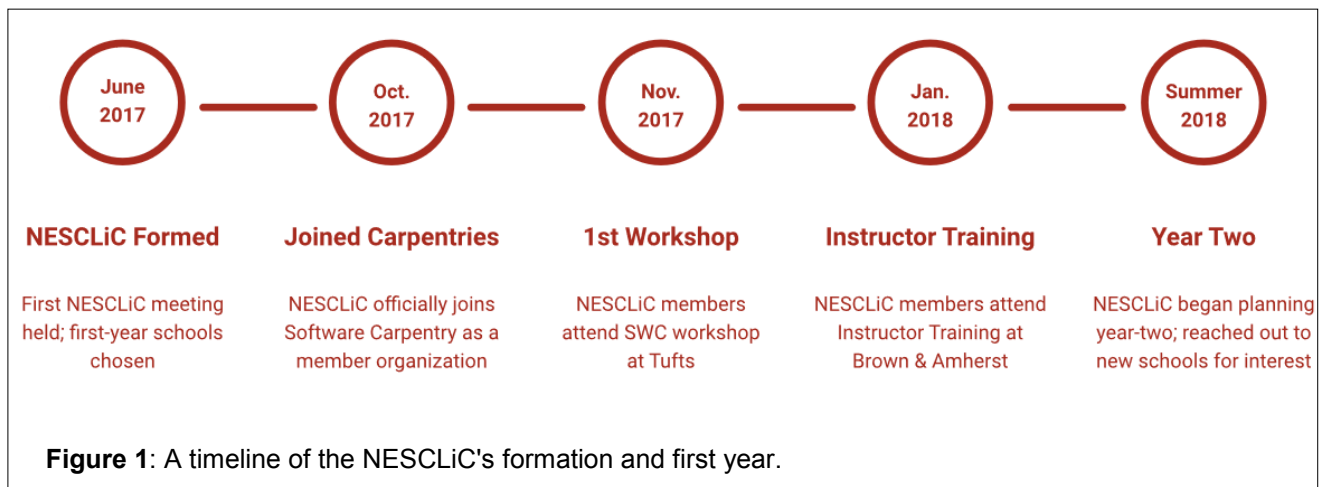 June
2017
Oct.
2017
Nov.
2017
Jan.
2018
Summer
2018
NESCLiC Formed
First NESCLiC meeting
held; first-year schools
chosen
Joined Carpentries
NESCLiC officially joins
Software Carpentry as a
member organization
1st Workshop
NESCLiC members
attend SWC workshop
at Tufts
Instructor Training
NESCLiC members attend
Instructor Training at
Brown & Amherst
Year Two
NESCLiC began planning
year-two; reached out to
new schools for interest
Figure 1: A timeline of the NESCLiC's formation and first year.